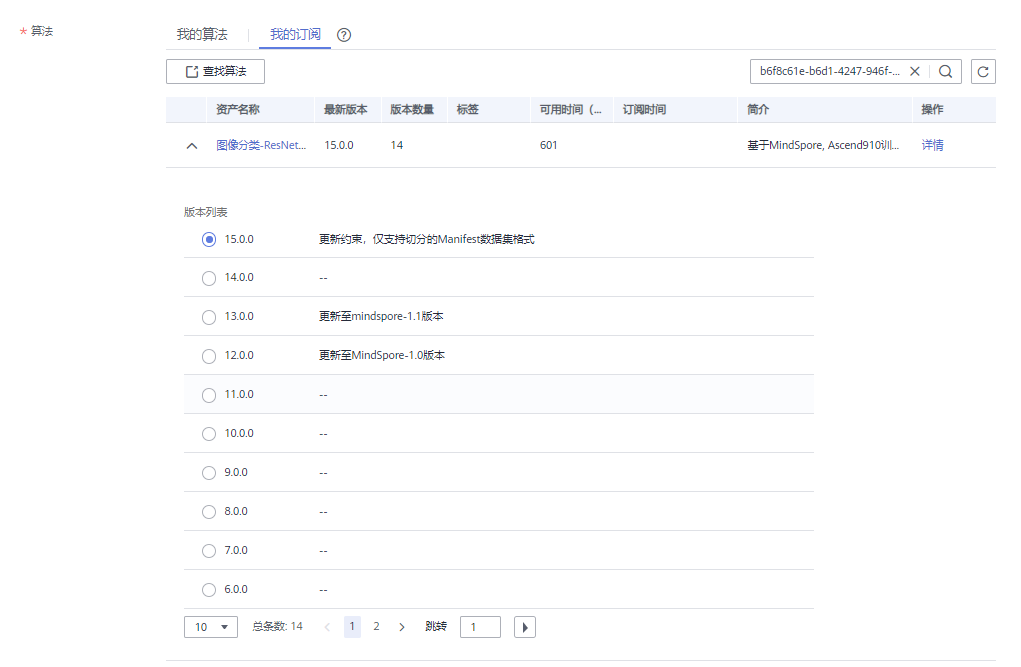 * 算法
我的算法 我的订阅 ?
查找算法 b6f8c61e-b6d1-4247-946f-...
资产名称 最新版本 版本数量 标签 可用时间（... 订阅时间 简介 操作
图像分类-ResNet... 15.0.0 14 601 基于MindSpore, Ascend910训... 详情
版本列表
15.0.0 更新约束，仅支持切分的Manifest数据集格式
14.0.0 --
13.0.0 更新至mindspore-1.1版本
12.0.0 更新至MindSpore-1.0版本
11.0.0 --
10.0.0 --
9.0.0 --
8.0.0 --
7.0.0 --
6.0.0 --
10 总条数: 14 < 1 2 > 跳转 1